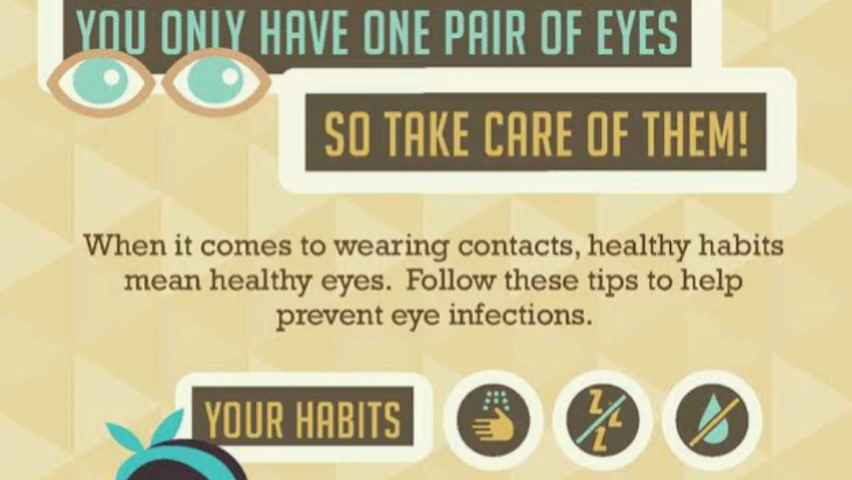 YOU ONLY HAVE ONE PAIR OF EYES
SO TAKE CARE OF THEM!
When it comes to wearing contacts, healthy habits
mean healthy eyes. Follow these tips to help
prevent eye infections.
YOUR HABITS
Z
Z
Z